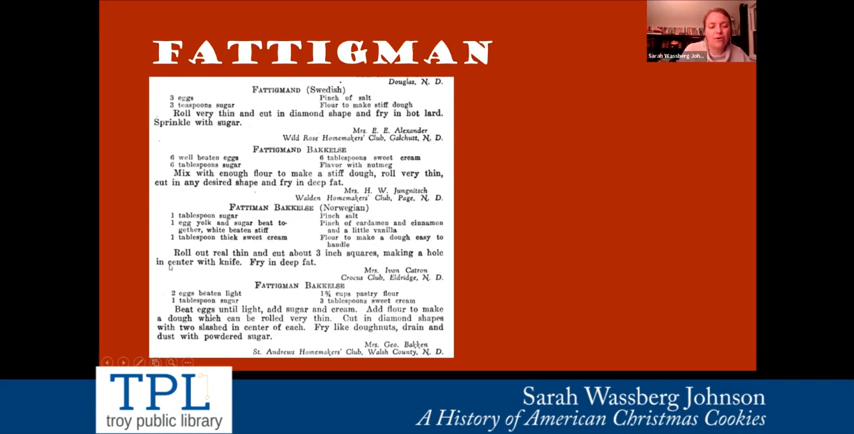 FATTIGMAN
Sarah Wassberg Joh...
Douglas, N. D.
FATTIGMAND (Swedish)
3 eggs Pinch of salt
3 teaspoons sugar Flour to make stiff dough
Roll very thin and cut in diamond shape and fry in hot lard.
Sprinkle with sugar.
Mrs. E. E. Alexander
Wild Rose Homemakers' Club, Galchutt, N. D.
FATTIGMAND BAKKELSE
6 well beaten eggs 6 tablespoons sweet cream
6 tablespoons sugar Flavor with nutmeg
Mix with enough flour to make a stiff dough, roll very thin,
cut in any desired shape and fry in deep fat.
Mrs. H. W. Jungnitsch
Walden Homemakers' Club, Page, N. D.
FATTIMAN BAKKELSE (Norwegian)
1 tablespoon sugar Pinch salt
1 egg yolk and sugar beat to- Pinch of cardamon and cinnamon
gether, white beaten stiff and a little vanilla
1 tablespoon thick sweet cream Flour to make a dough easy to
handle
Roll out real thin and cut about 3 inch squares, making a hole
in center with knife. Fry in deep fat.
Mrs. Ivon Catron
Crocus Club, Eldridge, N. D.
FATTIGMAN BAKKELSE
2 eggs beaten light 1¾ cups pastry flour
1 tablespoon sugar 3 tablespoons sweet cream
Beat eggs until light, add sugar and cream. Add flour to make
a dough which can be rolled very thin. Cut in diamond shapes
with two slashed in center of each. Fry like doughnuts, drain and
dust with powdered sugar.
Mrs. Geo. Bakken
St. Andrews Homemakers' Club, Walsh County, N. D.
TPL
troy public library
Sarah Wassberg Johnson
A History of American Christmas Cookies